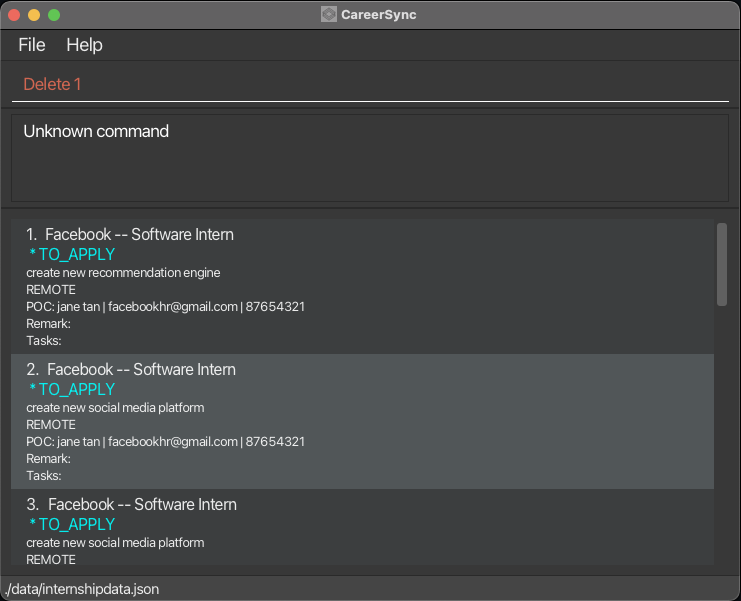 CareerSync
File Help
Delete 1
Unknown command
1. Facebook -- Software Intern
* TO_APPLY
create new recommendation engine
REMOTE
POC: jane tan | facebookhr@gmail.com | 87654321
Remark:
Tasks:
2. Facebook -- Software Intern
* TO_APPLY
create new social media platform
REMOTE
POC: jane tan | facebookhr@gmail.com | 87654321
Remark:
Tasks:
3. Facebook -- Software Intern
* TO_APPLY
create new social media platform
REMOTE
./data/internshipdata.json